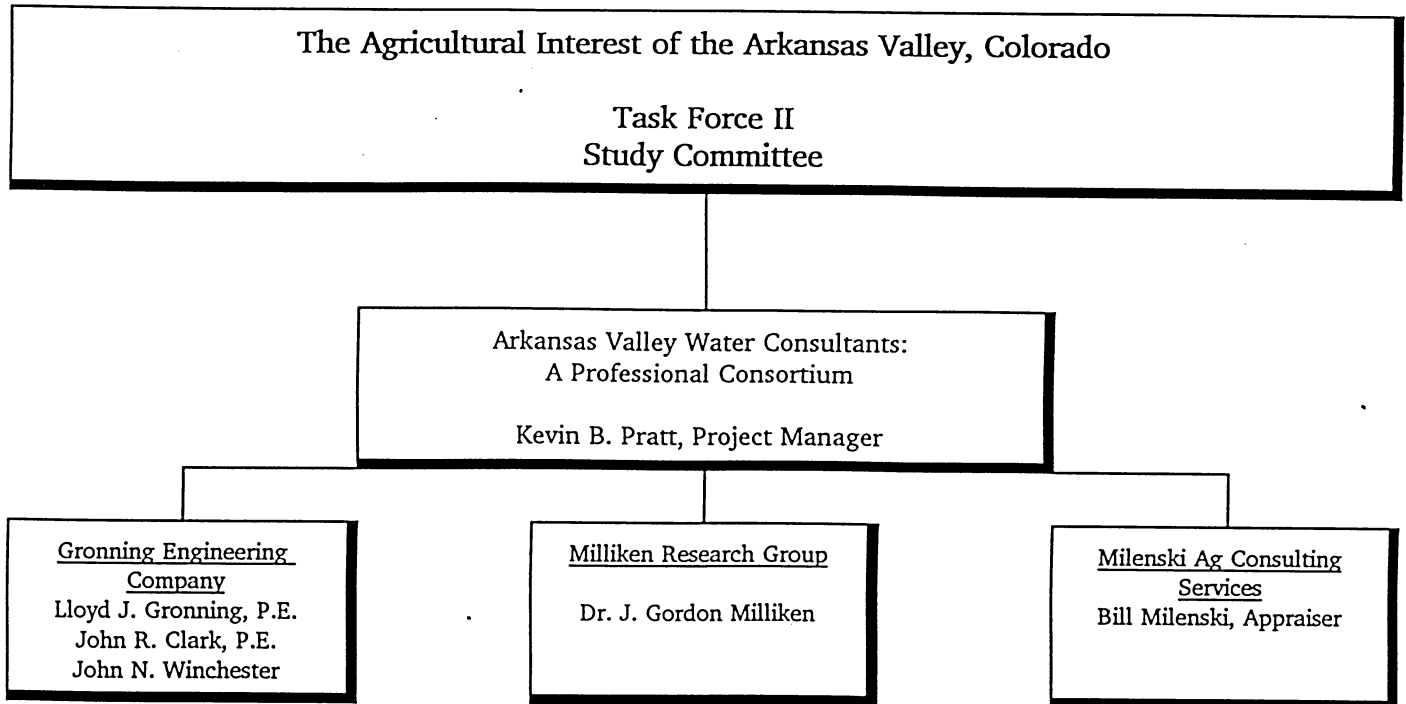 The Agricultural Interest of the Arkansas Valley, Colorado
Task Force II
Study Committee
Arkansas Valley Water Consultants:
A Professional Consortium
Kevin B. Pratt, Project Manager
Gronning Engineering
Company
Lloyd J. Gronning, P.E.
John R. Clark, P.E.
John N. Winchester
Milliken Research Group
Dr. J. Gordon Milliken
Milenski Ag Consulting
Services
Bill Milenski, Appraiser